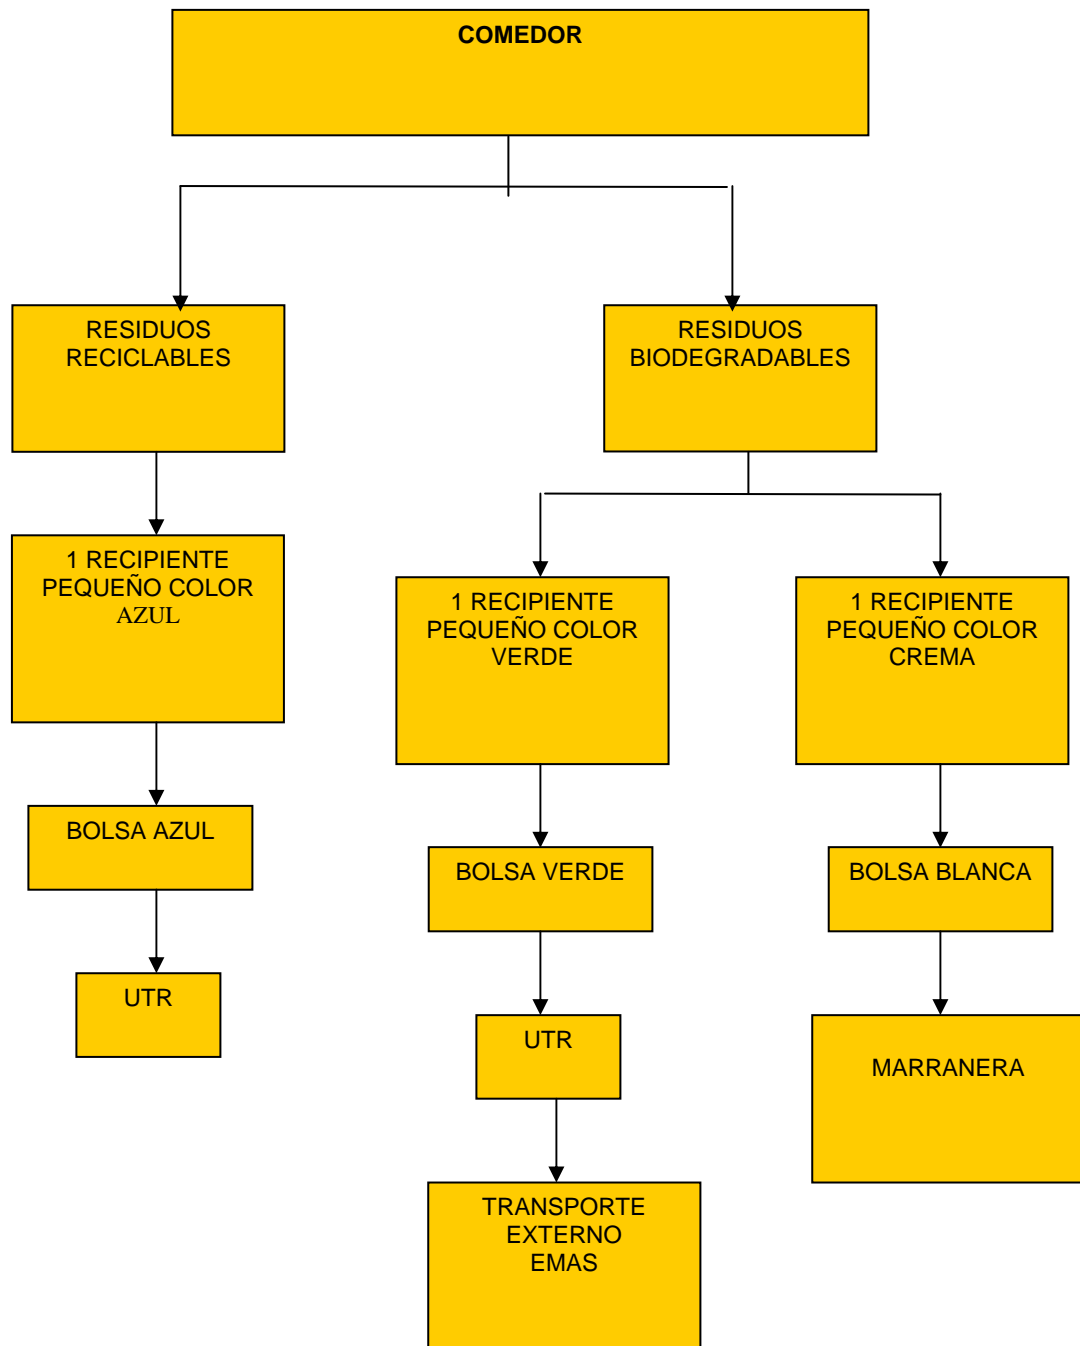 COMEDOR
RESIDUOS
RECICLABLES
RESIDUOS
BIODEGRADABLES
1 RECIPIENTE
PEQUEÑO COLOR
AZUL
1 RECIPIENTE
PEQUEÑO COLOR
VERDE
1 RECIPIENTE
PEQUEÑO COLOR
CREMA
BOLSA AZUL
BOLSA VERDE
BOLSA BLANCA
UTR
UTR
MARRANERA
TRANSPORTE
EXTERNO
EMAS